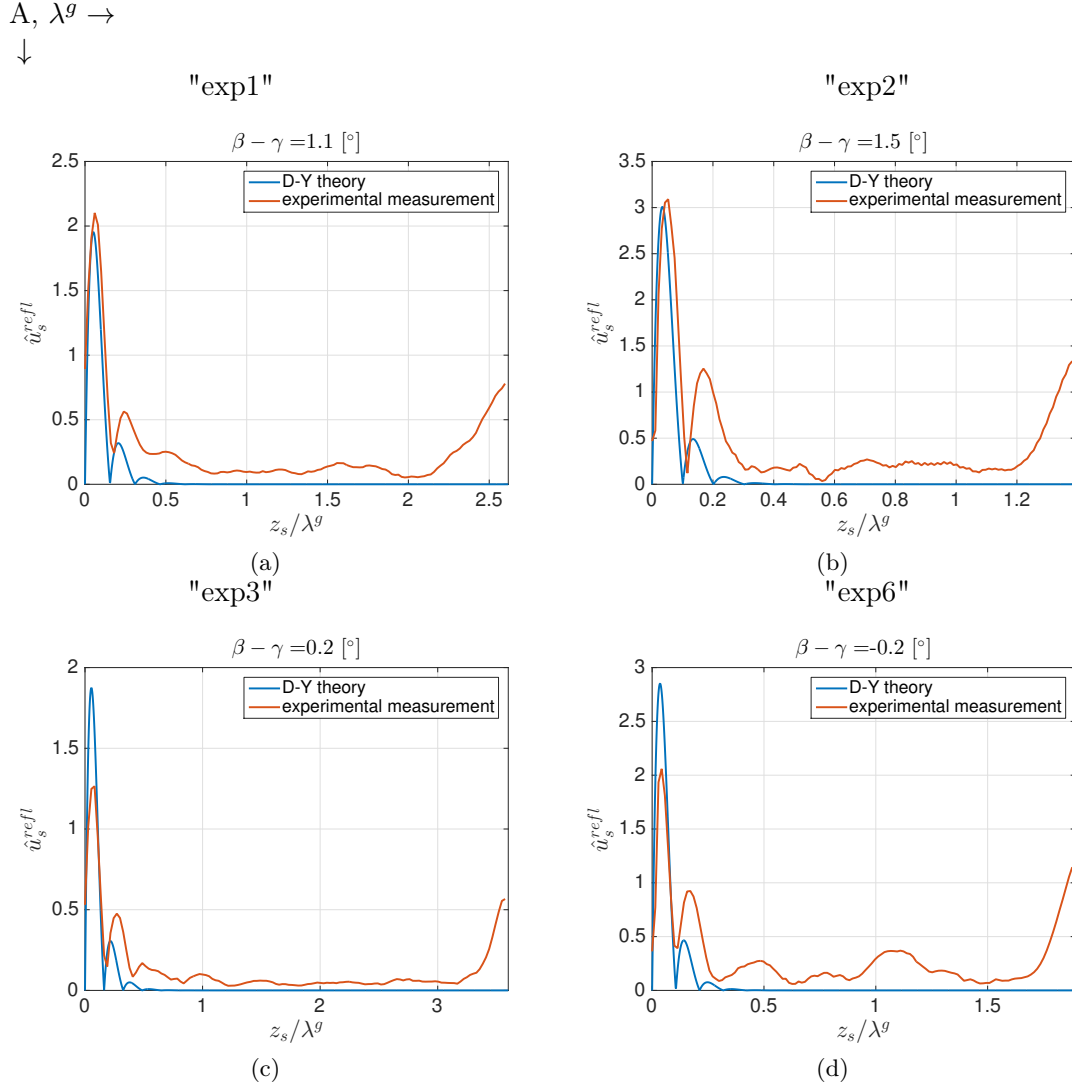 A, λ^g →
↓
"exp1"
β − γ =1.1 [°]
2.5
2
1.5
1
0.5
0
û_s^{refl}
D-Y theory
experimental measurement
0 0.5 1 1.5 2 2.5
z_s/λ^g
(a)
"exp2"
β − γ =1.5 [°]
3.5
3
2.5
2
1.5
1
0.5
0
û_s^{refl}
D-Y theory
experimental measurement
0 0.2 0.4 0.6 0.8 1 1.2
z_s/λ^g
(b)
"exp3"
β − γ =0.2 [°]
2
1.5
1
0.5
0
û_s^{refl}
D-Y theory
experimental measurement
0 1 2 3
z_s/λ^g
(c)
"exp6"
β − γ =-0.2 [°]
3
2.5
2
1.5
1
0.5
0
û_s^{refl}
D-Y theory
experimental measurement
0 0.5 1 1.5
z_s/λ^g
(d)